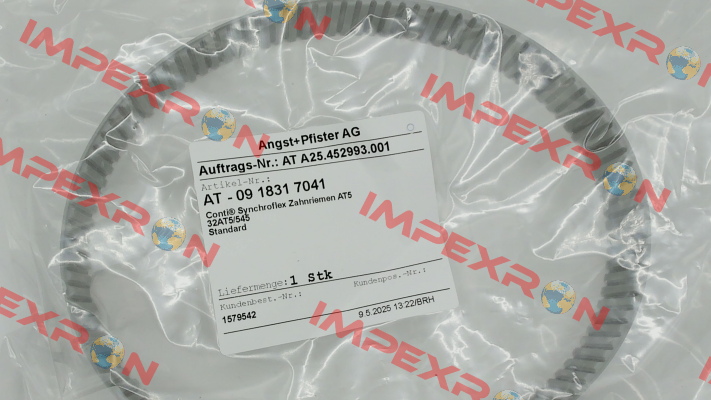 Angst+Pfister AG
Auftrags-Nr.: AT A25.452993.001
Artikel-Nr.:
AT - 09 1831 7041
Conti® Synchroflex Zahnriemen AT5
32AT5/545
Standard
Liefermenge: 1 Stk
Kundenbest.-Nr.: Kundenpos.-Nr.:
1579542 9.5.2025 13:22/BRH
IMPEXRON
IMPEXRON
IMPEXRON
IMPEXRON
IMPEXRON
IMPEXRON
IMPEXRON
IMPEXRON